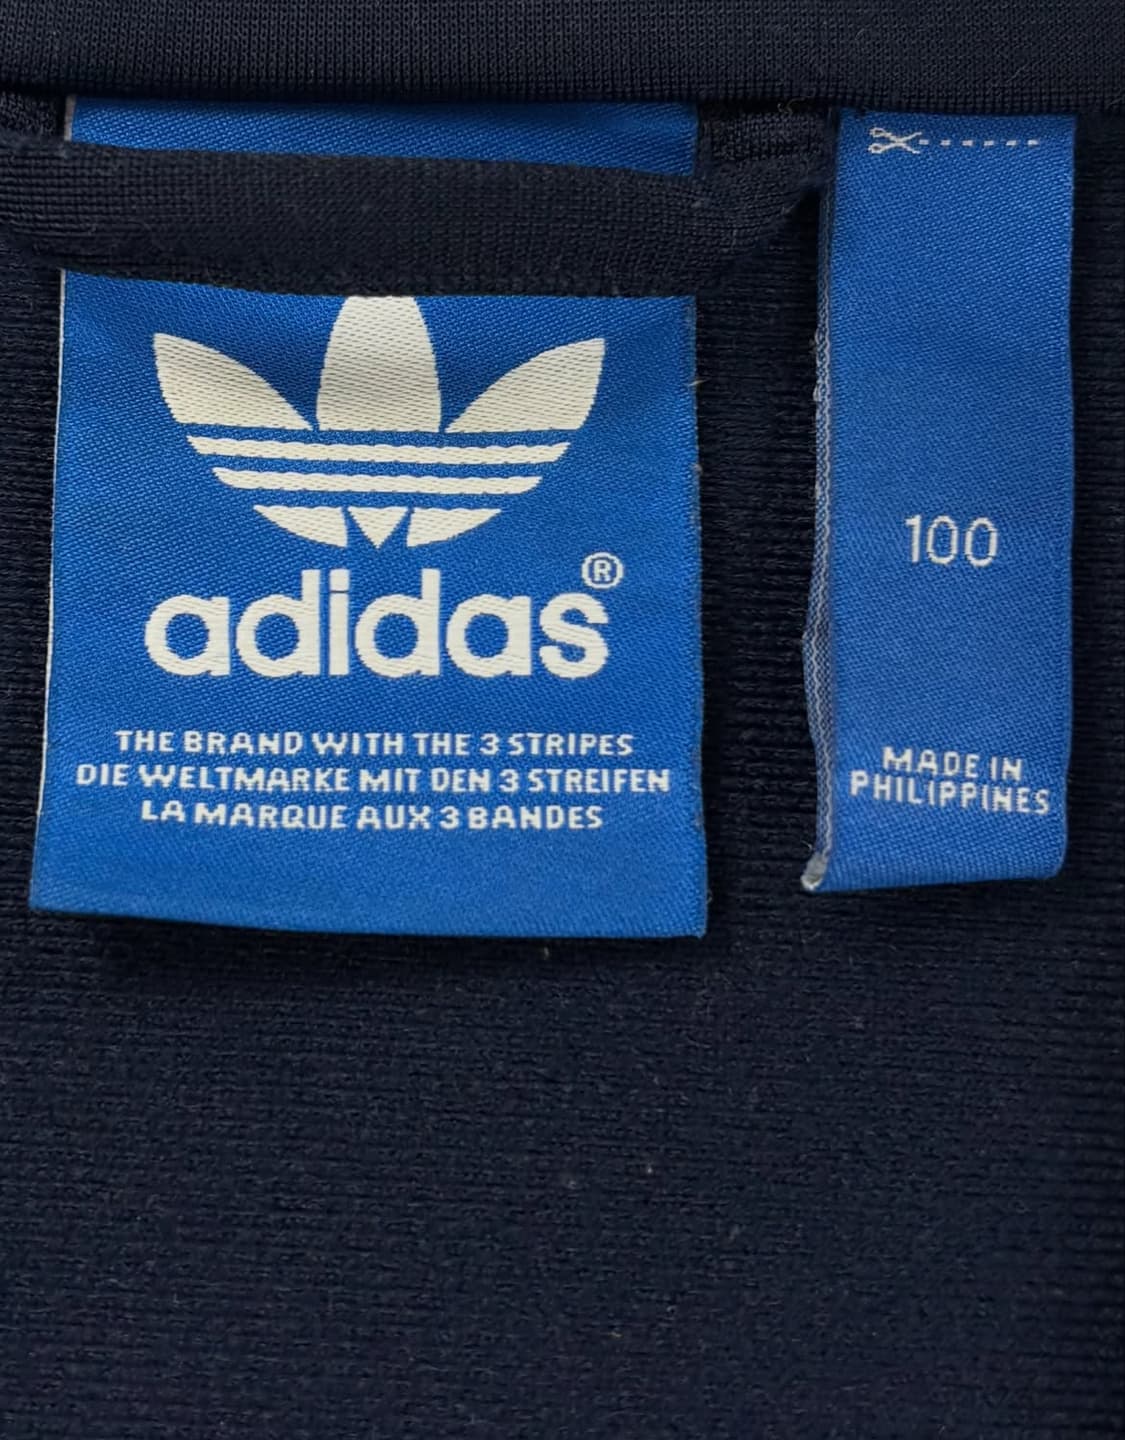 adidas®
THE BRAND WITH THE 3 STRIPES
DIE WELTMARKE MIT DEN 3 STREIFEN
LA MARQUE AUX 3 BANDES
100
MADE IN
PHILIPPINES